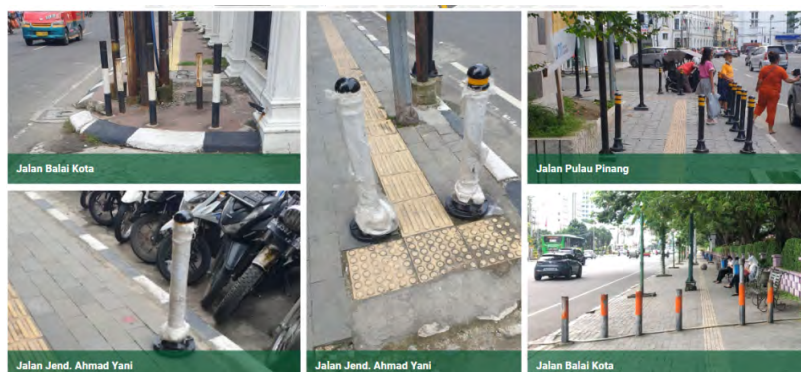 Jalan Balai Kota
Jalan Jend. Ahmad Yani
Jalan Jend. Ahmad Yani
Jalan Pulau Pinang
Jalan Balai Kota